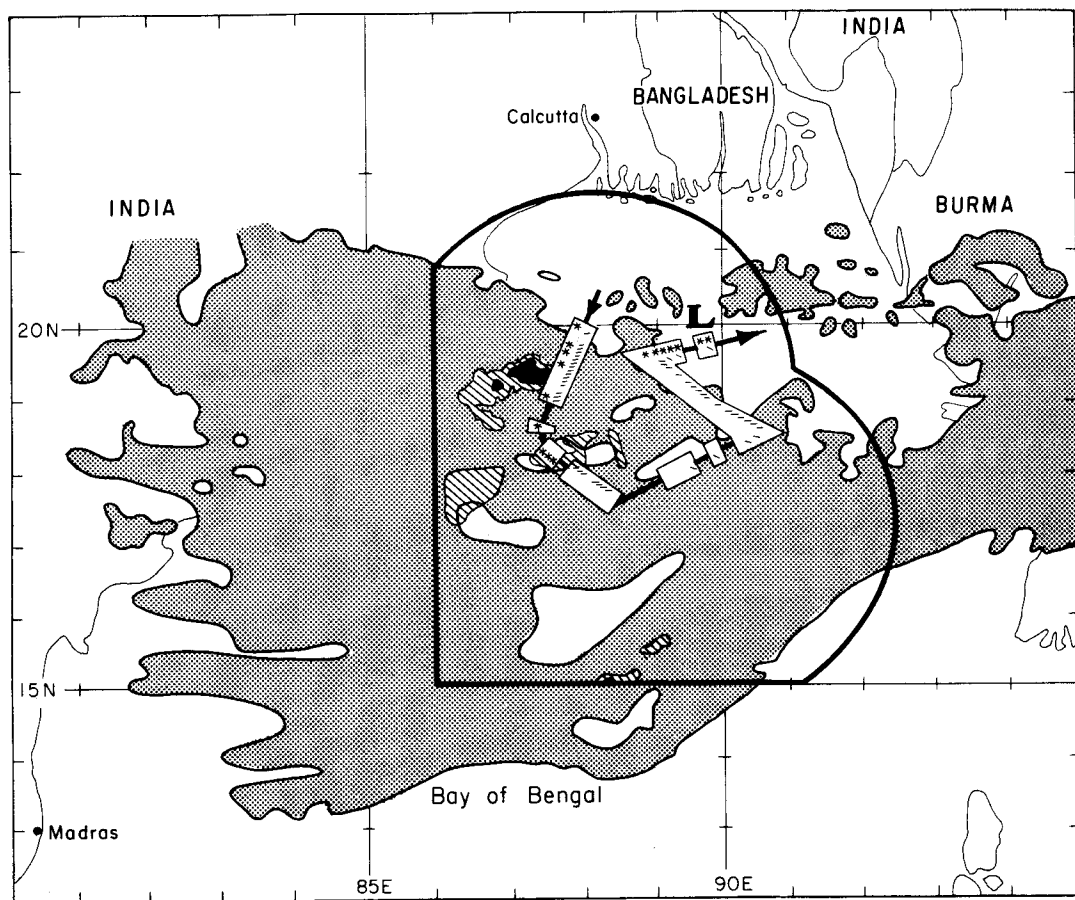 INDIA
BANGLADESH
Calcutta
INDIA
BURMA
20N
L
15N
Bay of Bengal
Madras
85E
90E